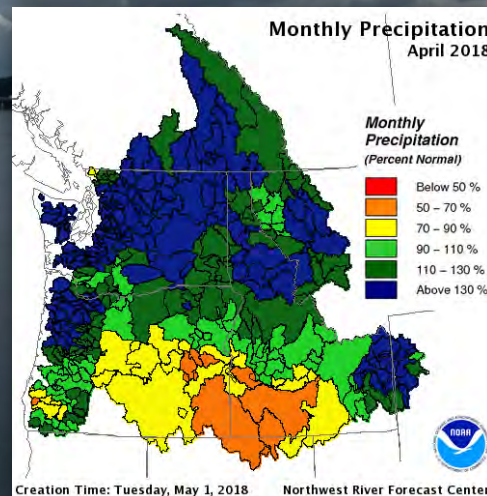 Monthly Precipitation
April 2018
Monthly
Precipitation
(Percent Normal)
Below 50 %
50 – 70 %
70 – 90 %
90 – 110 %
110 – 130 %
Above 130 %
NOAA
Creation Time: Tuesday, May 1, 2018 Northwest River Forecast Center